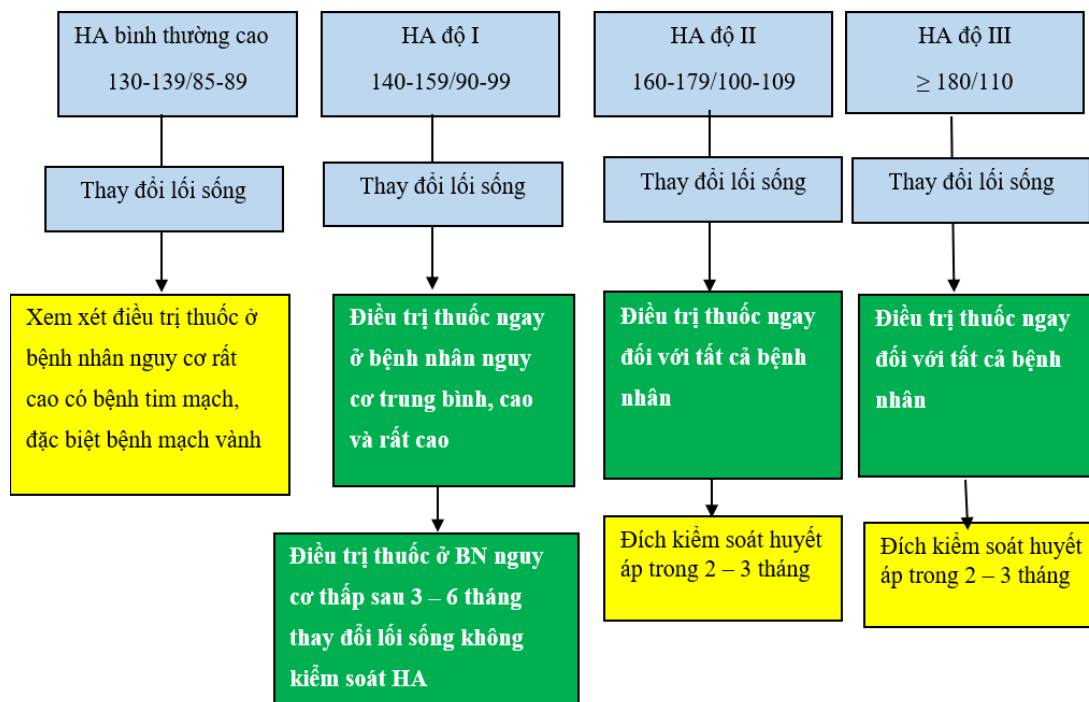 HA bình thường cao
130-139/85-89
HA độ I
140-159/90-99
HA độ II
160-179/100-109
HA độ III
≥ 180/110
Thay đổi lối sống
Thay đổi lối sống
Thay đổi lối sống
Thay đổi lối sống
Xem xét điều trị thuốc ở
bệnh nhân nguy cơ rất
cao có bệnh tim mạch,
đặc biệt bệnh mạch vành
Điều trị thuốc ngay
ở bệnh nhân nguy
cơ trung bình, cao
và rất cao
Điều trị thuốc ngay
đối với tất cả bệnh
nhân
Điều trị thuốc ngay
đối với tất cả bệnh
nhân
Điều trị thuốc ở BN nguy
cơ thấp sau 3 – 6 tháng
thay đổi lối sống không
kiểm soát HA
Đích kiểm soát huyết
áp trong 2 – 3 tháng
Đích kiểm soát huyết
áp trong 2 – 3 tháng